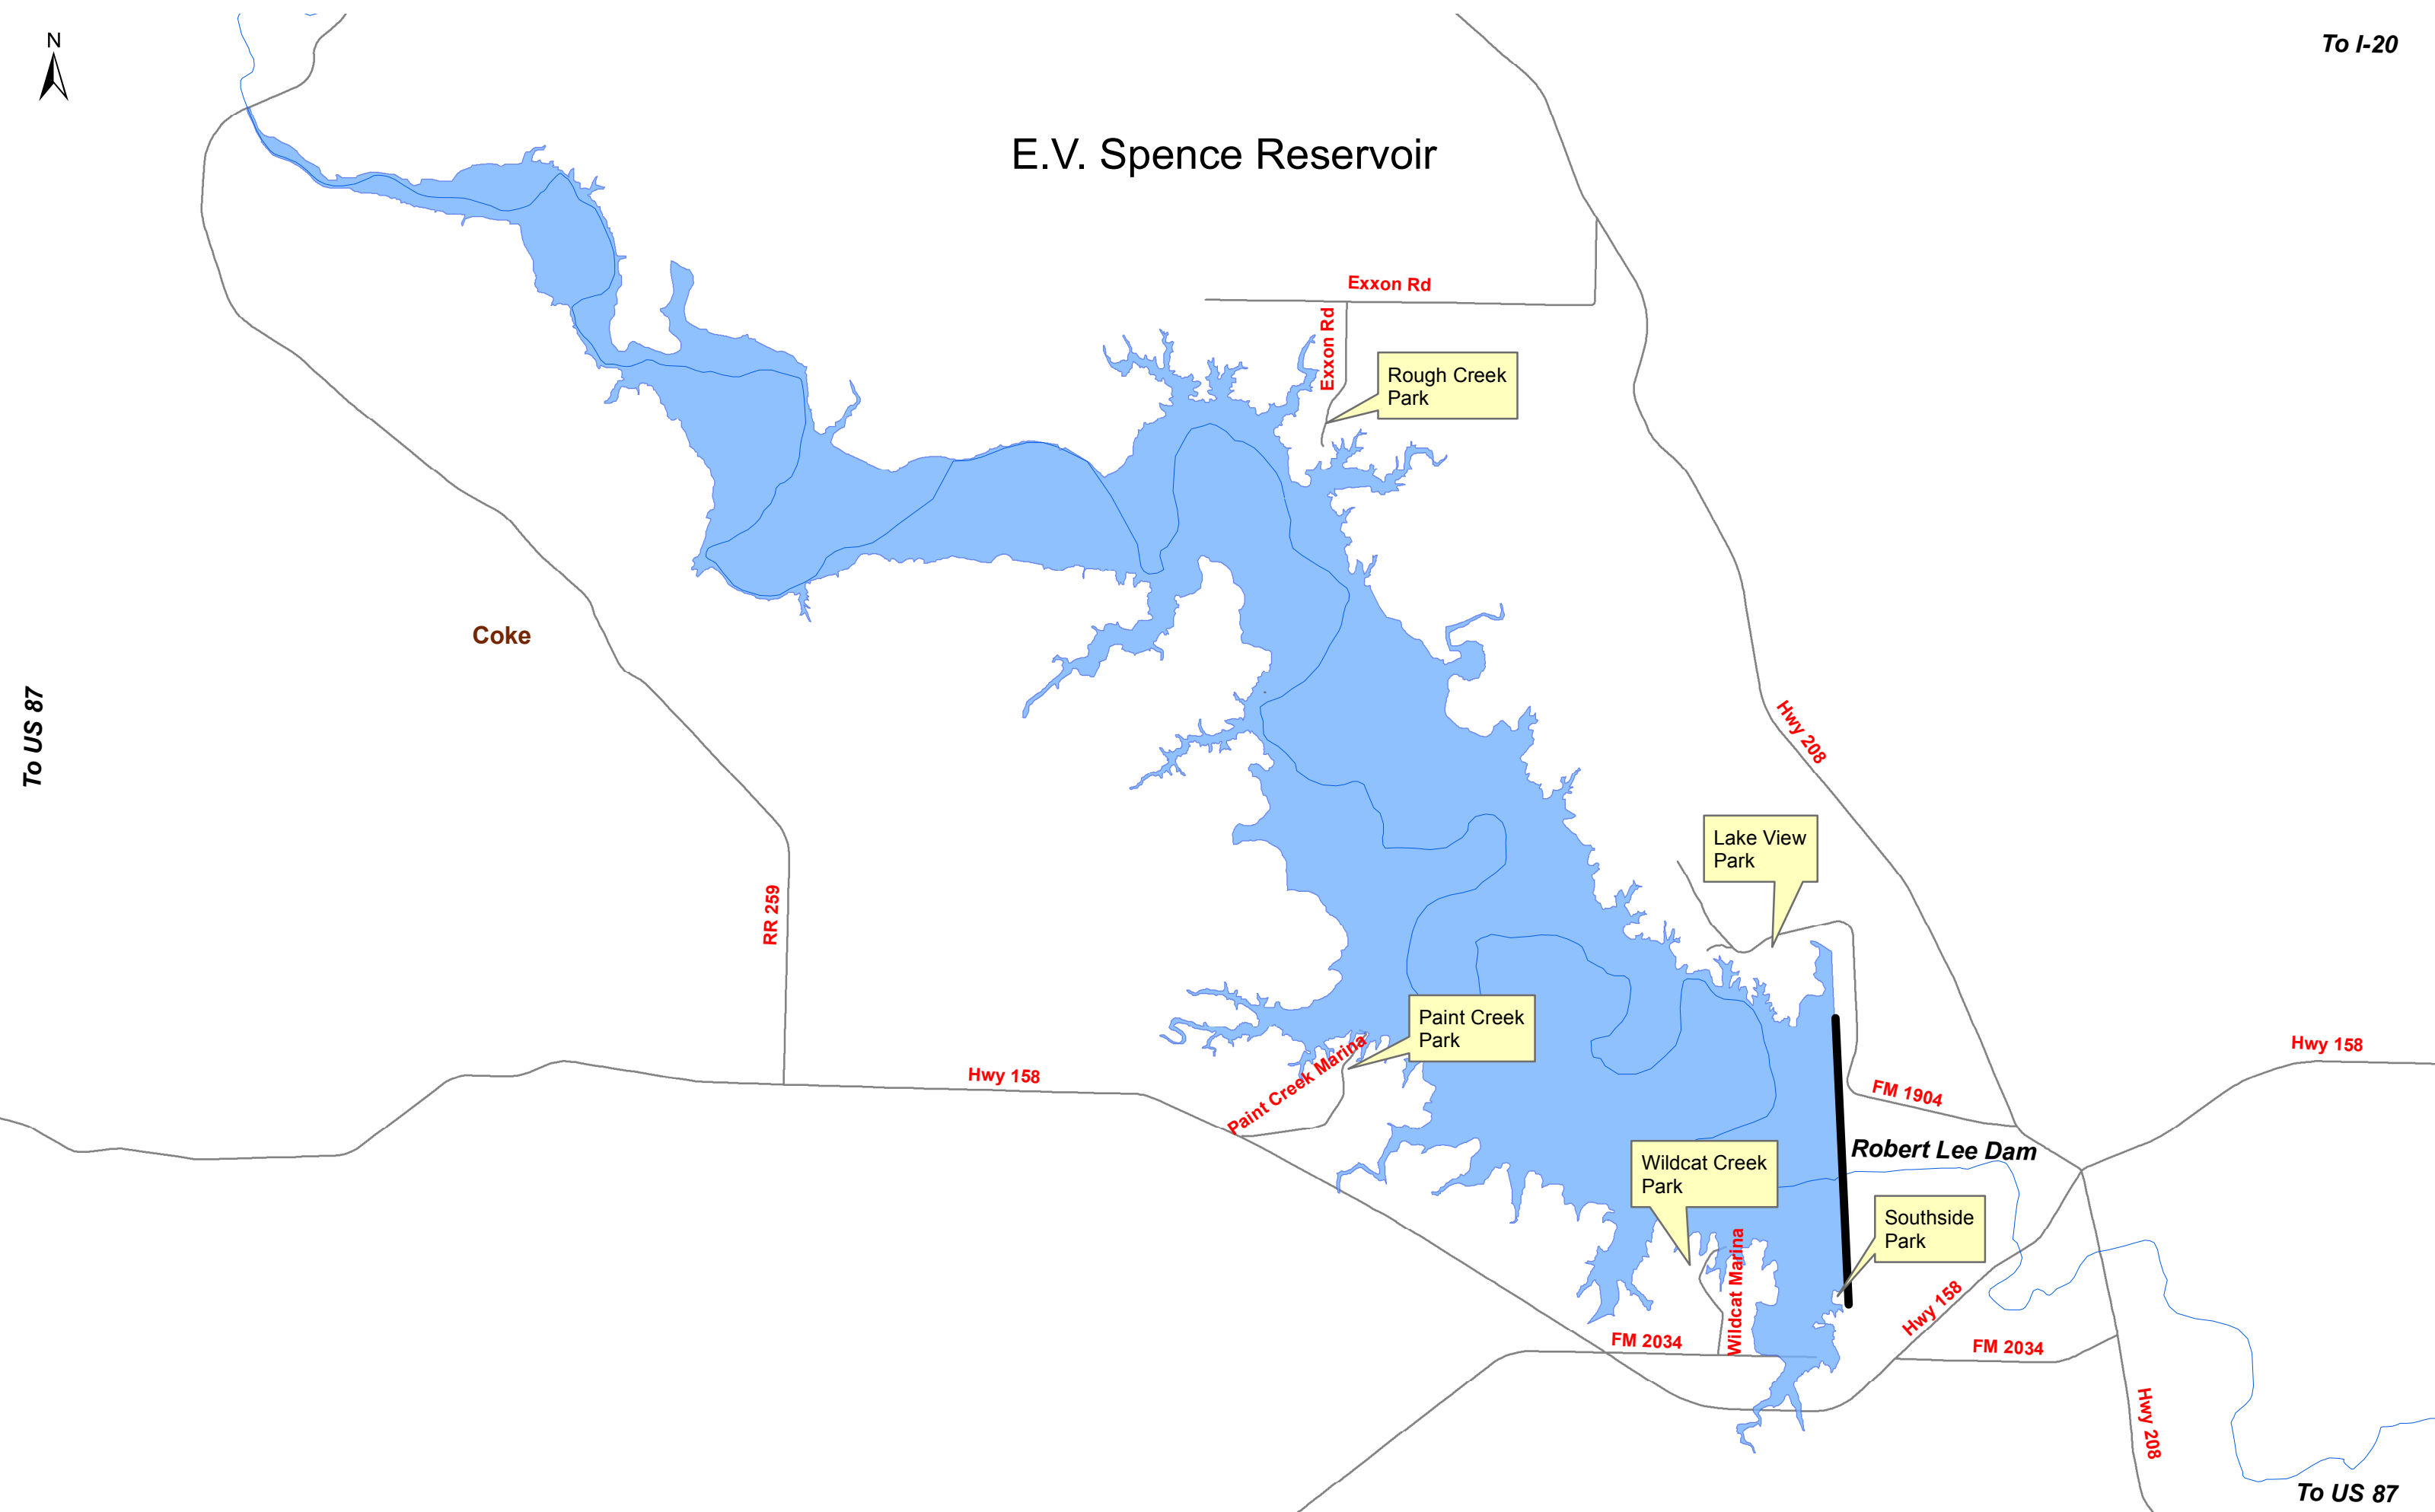 N
To I-20
E.V. Spence Reservoir
Exxon Rd
Exxon Rd
Rough Creek
Park
Coke
To US 87
Hwy 208
Lake View
Park
RR 259
Paint Creek
Park
Hwy 158
Hwy 158
Paint Creek Marina
FM 1904
Robert Lee Dam
Wildcat Creek
Park
Southside
Park
Wildcat Marina
Hwy 158
FM 2034
FM 2034
Hwy 208
To US 87